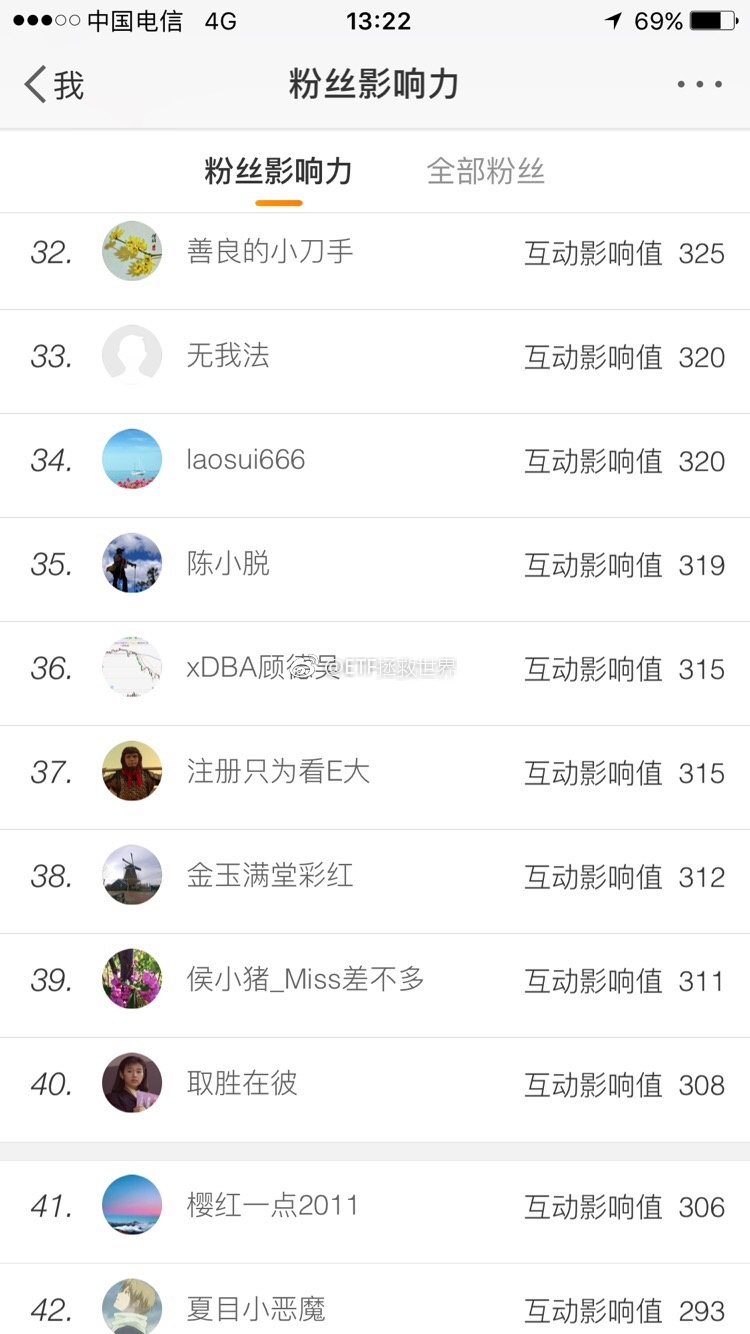 中国电信 4G 13:22 69%
我 粉丝影响力
粉丝影响力 全部粉丝
32. 善良的小刀手 互动影响值 325
33. 无我法 互动影响值 320
34. laosui666 互动影响值 320
35. 陈小脱 互动影响值 319
36. xDBA顾德吴 互动影响值 315
@ETF拯救世界
37. 注册只为看E大 互动影响值 315
38. 金玉满堂彩红 互动影响值 312
39. 侯小猪_Miss差不多 互动影响值 311
40. 取胜在彼 互动影响值 308
41. 樱红一点2011 互动影响值 306
42. 夏目小恶魔 互动影响值 293